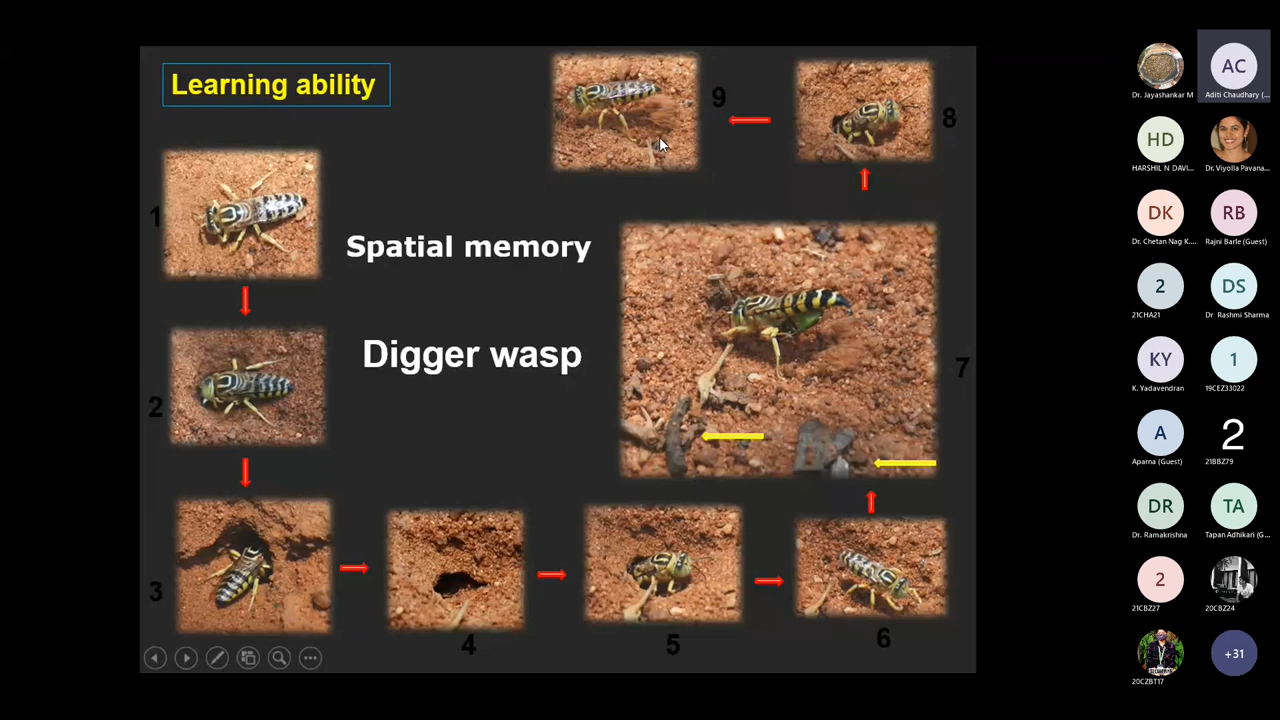 Learning ability
Spatial memory
Digger wasp
1
2
3
4
5
6
7
8
9
Dr. Jayashankar M
AC
Aditi Chaudhary (...
HD
HARSHIL N DAVI...
Dr. Viyolla Pavana...
DK
Dr. Chetan Nag K....
RB
Rajni Barle (Guest)
2
21CHA21
DS
Dr Rashmi Sharma
KY
K. Yadavendran
1
19CEZ33022
A
Aparna (Guest)
2
21BBZ79
DR
Dr. Ramakrishna
TA
Tapan Adhikari (G...
2
21CBZ27
20CBZ24
20CZBT17
+31